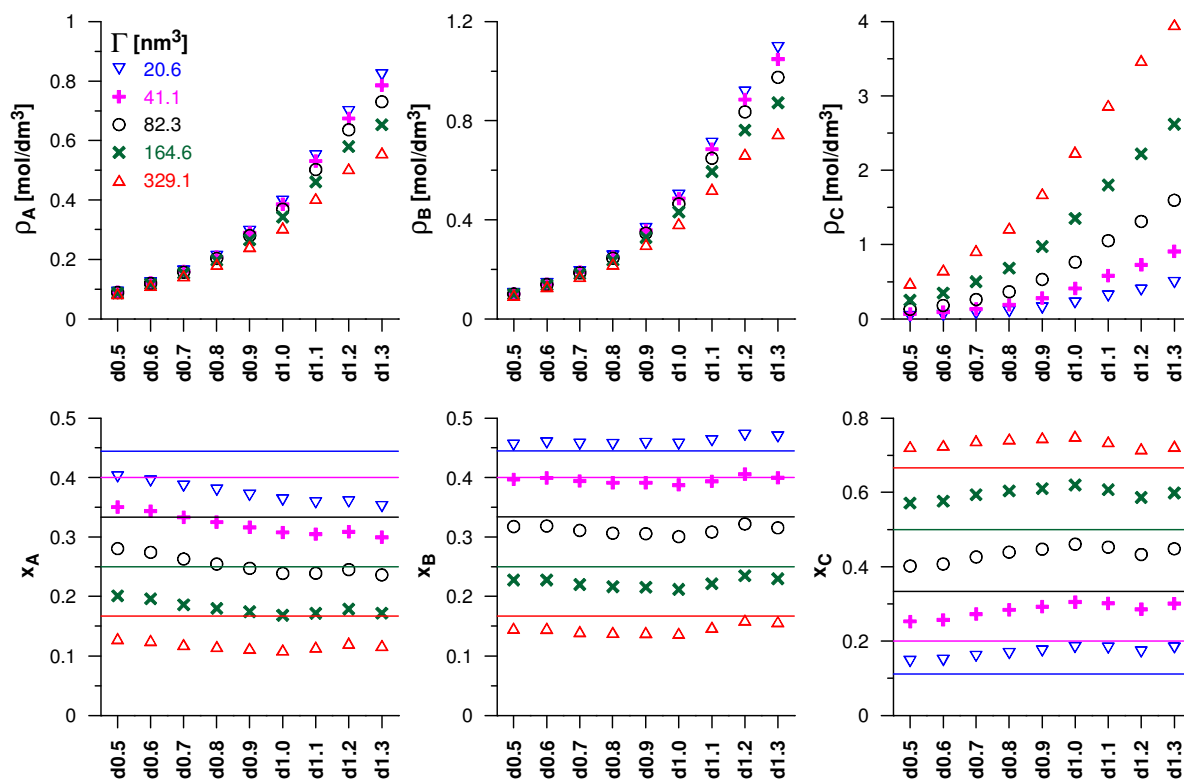 1
0.8
0.6
0.4
0.2
0
ρA [mol/dm3]
Γ [nm3]
20.6
41.1
82.3
164.6
329.1
d0.5
d0.6
d0.7
d0.8
d0.9
d1.0
d1.1
d1.2
d1.3
1.2
0.8
0.4
0
ρB [mol/dm3]
d0.5
d0.6
d0.7
d0.8
d0.9
d1.0
d1.1
d1.2
d1.3
4
3
2
1
0
ρC [mol/dm3]
d0.5
d0.6
d0.7
d0.8
d0.9
d1.0
d1.1
d1.2
d1.3
0.5
0.4
0.3
0.2
0.1
0
xA
d0.5
d0.6
d0.7
d0.8
d0.9
d1.0
d1.1
d1.2
d1.3
0.5
0.4
0.3
0.2
0.1
0
xB
d0.5
d0.6
d0.7
d0.8
d0.9
d1.0
d1.1
d1.2
d1.3
0.8
0.6
0.4
0.2
0
xC
d0.5
d0.6
d0.7
d0.8
d0.9
d1.0
d1.1
d1.2
d1.3